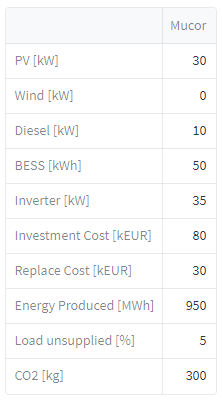 Mucor
PV [kW] 30
Wind [kW] 0
Diesel [kW] 10
BESS [kWh] 50
Inverter [kW] 35
Investment Cost [kEUR] 80
Replace Cost [kEUR] 30
Energy Produced [MWh] 950
Load unsupplied [%] 5
CO2 [kg] 300